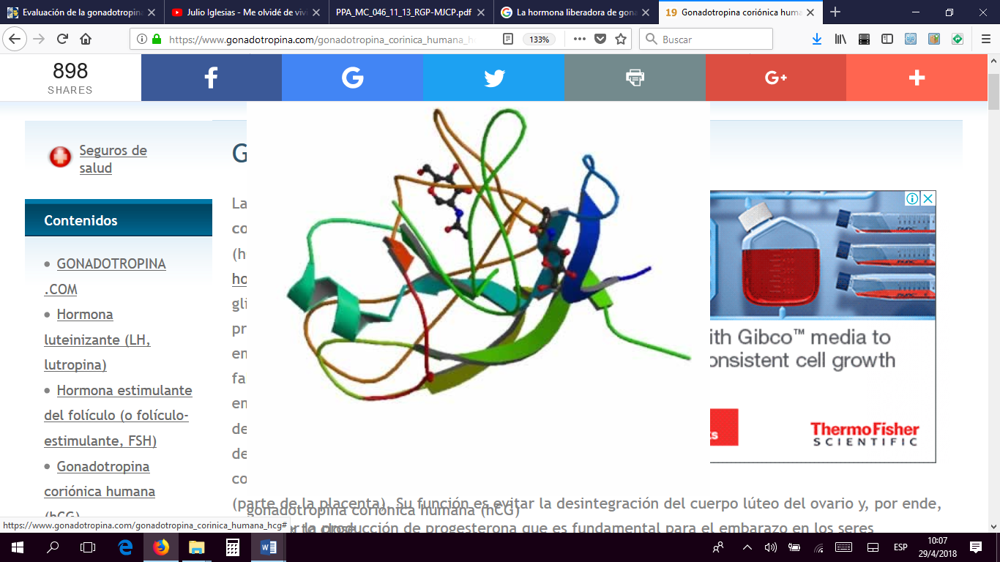 Evaluación de la gonadotropina
Julio Iglesias - Me olvidé de viv
PPA_MC_046_11_13_RGP-MJCP.pdf
La hormona liberadora de gona
19 Gonadotropina coriónica huma
https://www.gonadotropina.com/gonadotropina_corinica_humana_h
133%
Buscar
898
SHARES
Seguros de
salud
Contenidos
GONADOTROPINA
.COM
Hormona
luteinizante (LH,
lutropina)
Hormona estimulante
del folículo (o folículo-
estimulante, FSH)
Gonadotropina
coriónica humana
(hCG)
G
La
co
(h
ho
gli
pr
en
fa
en
de
de
co
(parte de la placenta). Su función es evitar la desintegración del cuerpo lúteo del ovario y, por ende,
la producción de progesterona que es fundamental para el embarazo en los seres
gonadotropina coriónica humana (hCG)
close
ith Gibco™ media to
onsistent cell growth
ts
ThermoFisher
SCIENTIFIC
https://www.gonadotropina.com/gonadotropina_corinica_humana_hcg#
ESP
10:07
29/4/2018